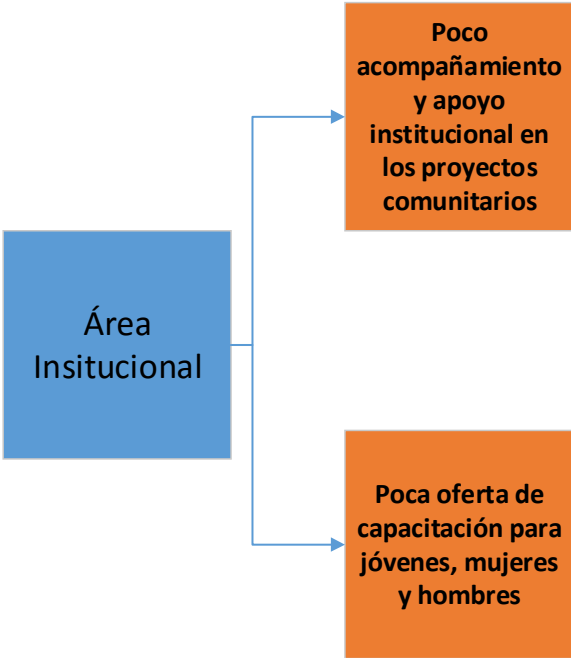 Poco
acompañamiento
y apoyo
institucional en
los proyectos
comunitarios
Área
Insitucional
Poca oferta de
capacitación para
jóvenes, mujeres
y hombres